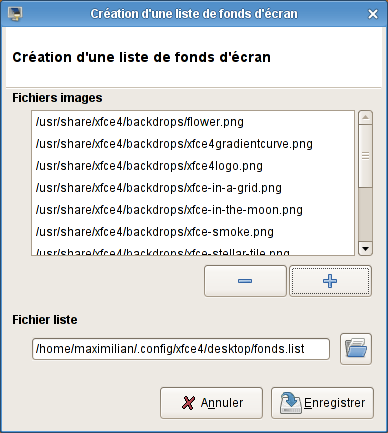 Création d'une liste de fonds d'écran
Création d'une liste de fonds d'écran
Fichiers images
/usr/share/xfce4/backdrops/flower.png
/usr/share/xfce4/backdrops/xfce4gradientcurve.png
/usr/share/xfce4/backdrops/xfce4logo.png
/usr/share/xfce4/backdrops/xfce-in-a-grid.png
/usr/share/xfce4/backdrops/xfce-in-the-moon.png
/usr/share/xfce4/backdrops/xfce-smoke.png
/usr/share/xfce4/backdrops/xfce-stellar-tile.png
Fichier liste
/home/maximilian/.config/xfce4/desktop/fonds.list
Annuler
Enregistrer